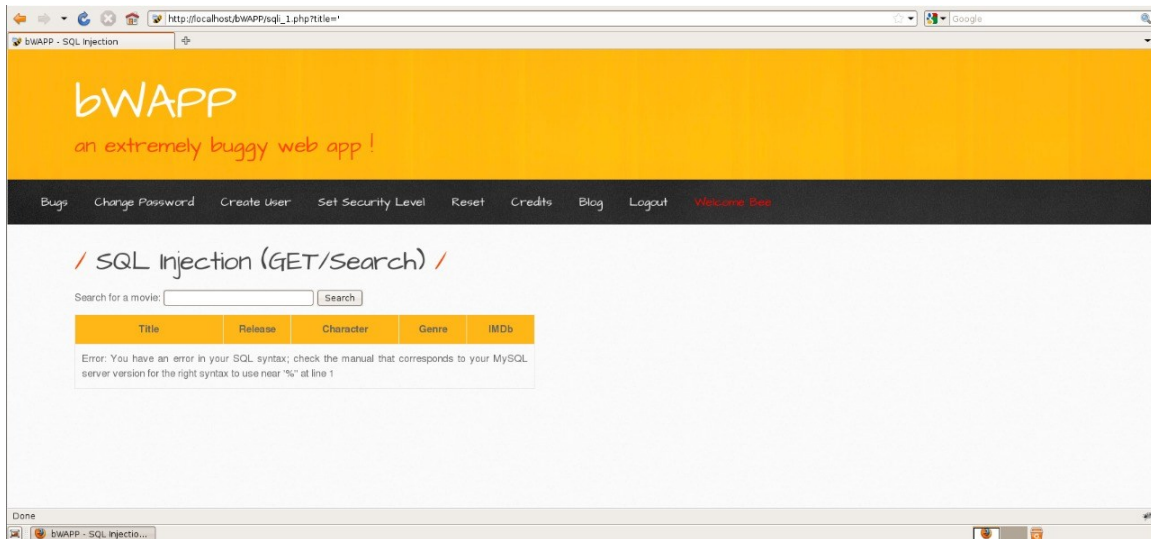 http://localhost/bWAPP/sqli_1.php?title='
Google
bWAPP - SQL Injection
bWAPP
an extremely buggy web app !
Bugs Change Password Create User Set Security Level Reset Credits Blog Logout Welcome Bee
/ SQL Injection (GET/Search) /
Search for a movie: Search
Title Release Character Genre IMDb
Error: You have an error in your SQL syntax; check the manual that corresponds to your MySQL
server version for the right syntax to use near '%'' at line 1
Done
bWAPP - SQL Injectio...